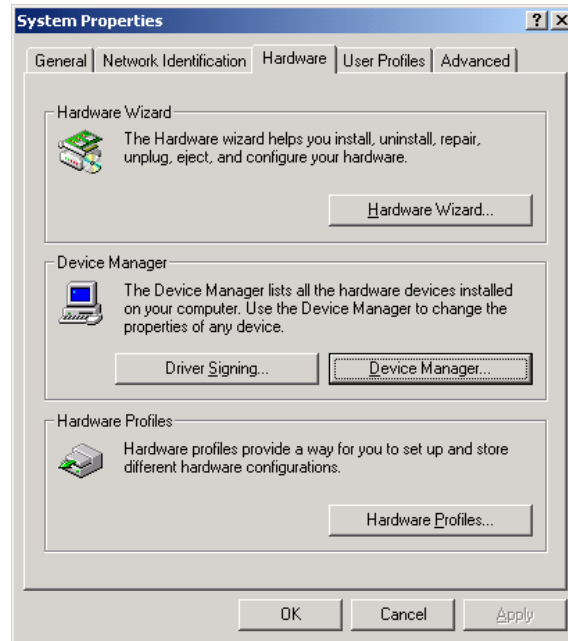 System Properties
General Network Identification Hardware User Profiles Advanced
Hardware Wizard
The Hardware wizard helps you install, uninstall, repair,
unplug, eject, and configure your hardware.
Hardware Wizard...
Device Manager
The Device Manager lists all the hardware devices installed
on your computer. Use the Device Manager to change the
properties of any device.
Driver Signing... Device Manager...
Hardware Profiles
Hardware profiles provide a way for you to set up and store
different hardware configurations.
Hardware Profiles...
OK Cancel Apply